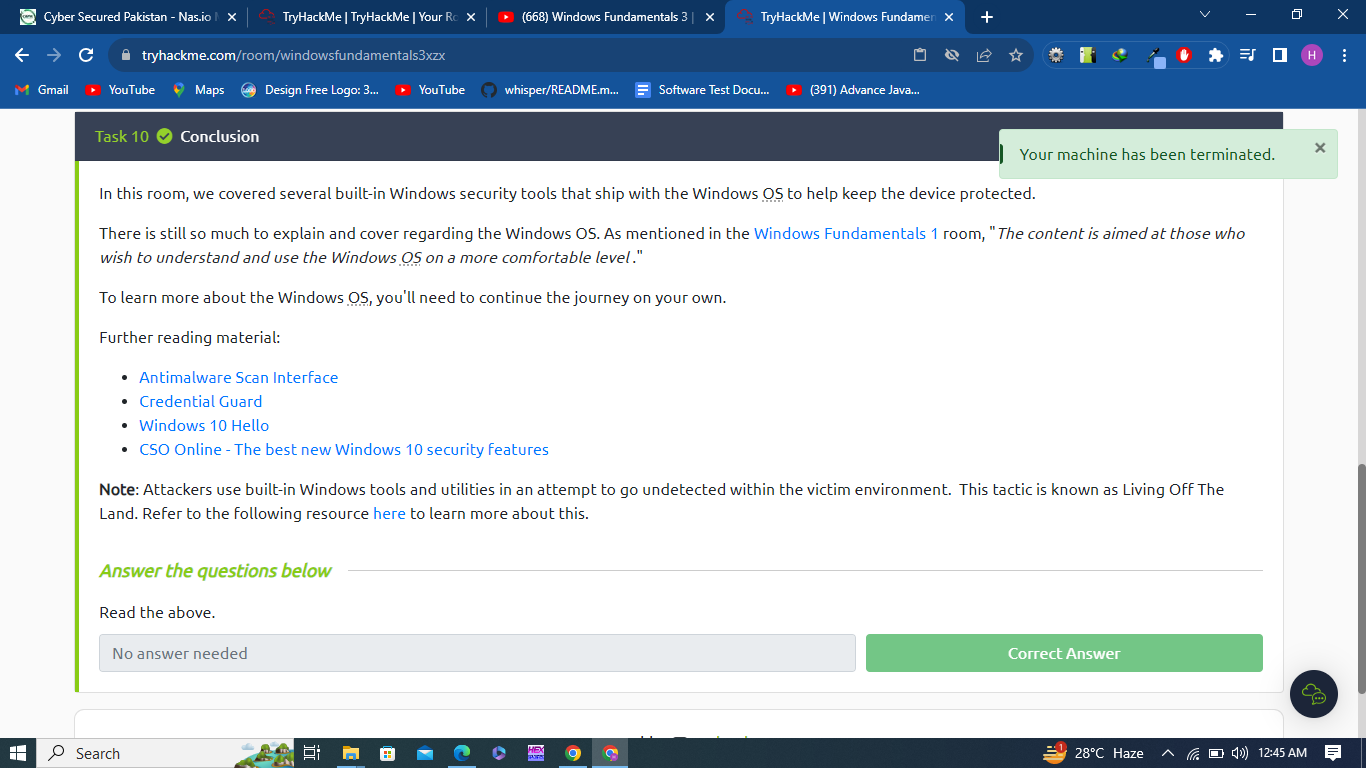 Cyber Secured Pakistan - Nas.io
TryHackMe | TryHackMe | Your Ro
(668) Windows Fundamentals 3 |
TryHackMe | Windows Fundamen
tryhackme.com/room/windowsfundamentals3xzx
H
Gmail
YouTube
Maps
Design Free Logo: 3...
YouTube
whisper/README.m...
Software Test Docu...
(391) Advance Java...
Task 10 Conclusion
Your machine has been terminated.
In this room, we covered several built-in Windows security tools that ship with the Windows OS to help keep the device protected.
There is still so much to explain and cover regarding the Windows OS. As mentioned in the Windows Fundamentals 1 room, "The content is aimed at those who
wish to understand and use the Windows OS on a more comfortable level ."
To learn more about the Windows OS, you'll need to continue the journey on your own.
Further reading material:
• Antimalware Scan Interface
• Credential Guard
• Windows 10 Hello
• CSO Online - The best new Windows 10 security features
Note: Attackers use built-in Windows tools and utilities in an attempt to go undetected within the victim environment.  This tactic is known as Living Off The
Land. Refer to the following resource here to learn more about this.
Answer the questions below
Read the above.
No answer needed
Correct Answer
Search
1
28°C Haze
12:45 AM